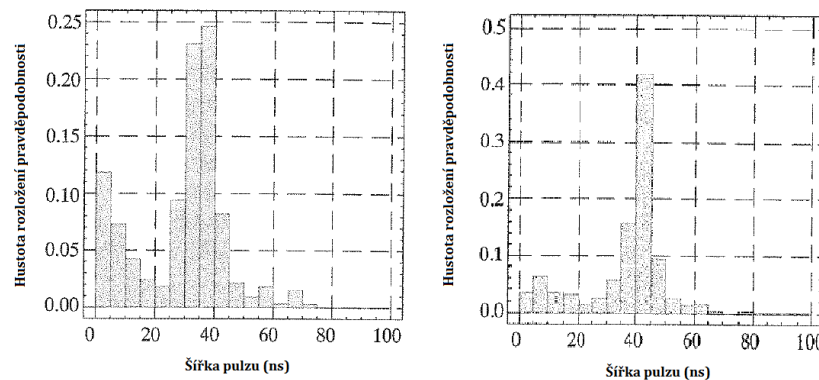 Hustota rozložení pravděpodobnosti
0.25
0.20
0.15
0.10
0.05
0.00
0 20 40 60 80 100
Šířka pulzu (ns)
Hustota rozložení pravděpodobnosti
0.5
0.4
0.3
0.2
0.1
0.0
0 20 40 60 80 100
Šířka pulzu (ns)